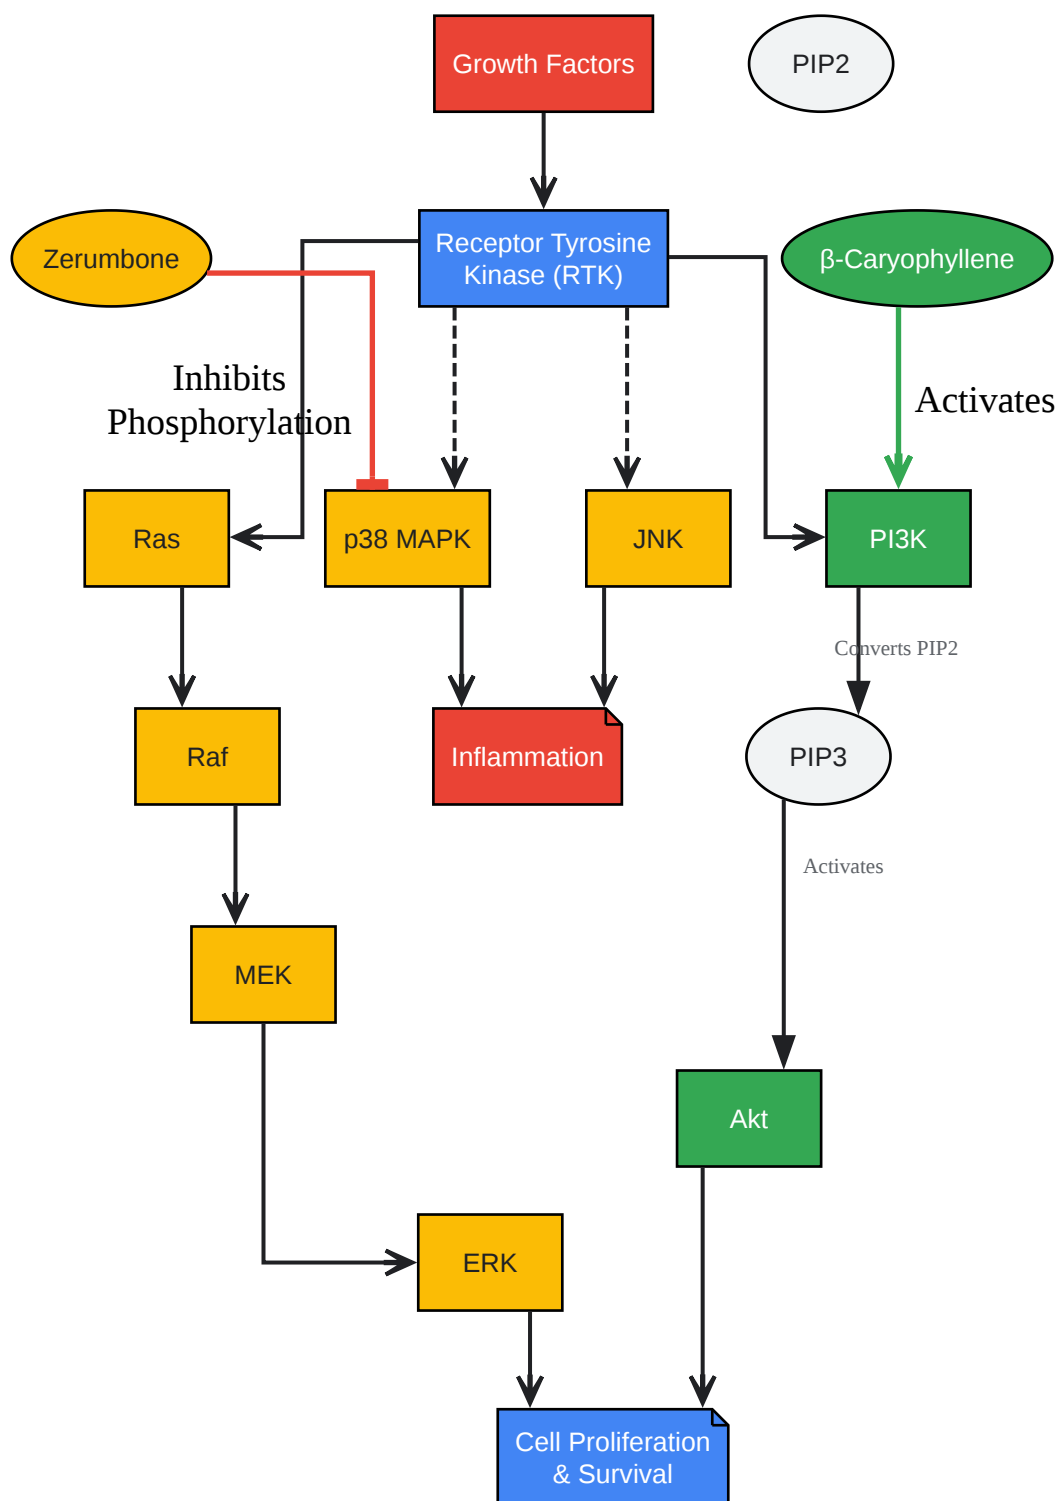 Growth Factors
PIP2
Zerumbone
Receptor Tyrosine
Kinase (RTK)
β-Caryophyllene
Inhibits
Phosphorylation
Activates
Ras
p38 MAPK
JNK
PI3K
Converts PIP2
Raf
Inflammation
PIP3
Activates
MEK
Akt
ERK
Cell Proliferation
& Survival